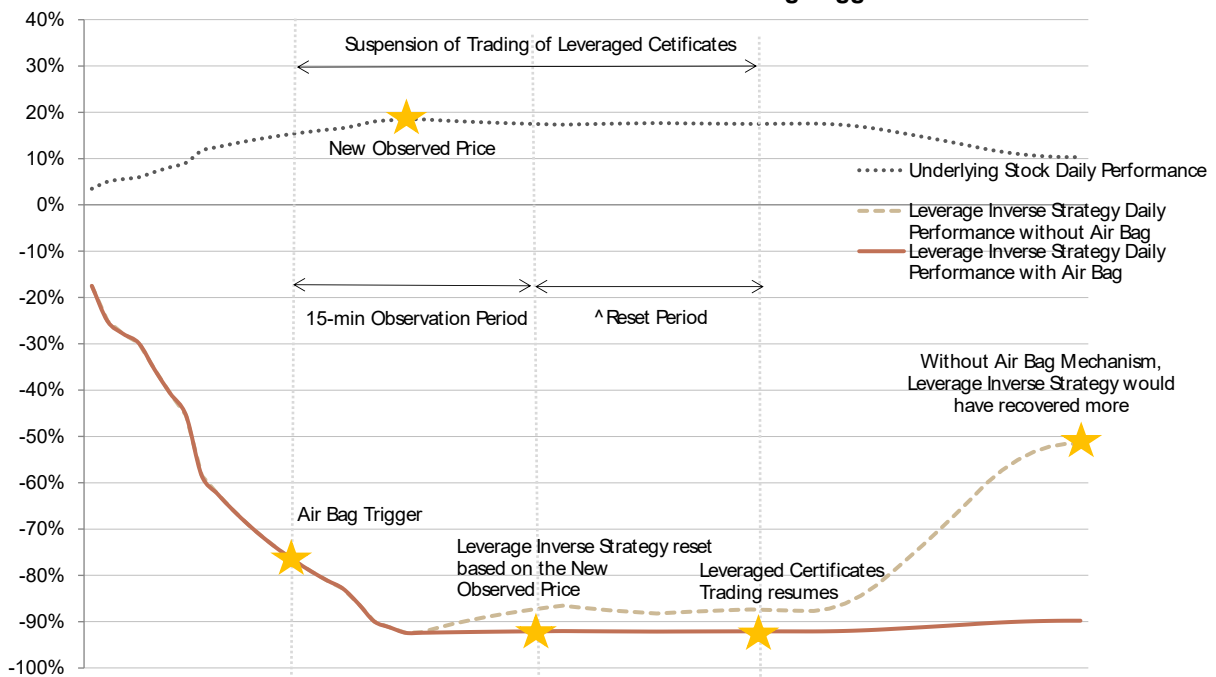 40%
Suspension of Trading of Leveraged Cetificates
30%
20%
New Observed Price
10%
Underlying Stock Daily Performance
0%
Leverage Inverse Strategy Daily
Performance without Air Bag
-10%
Leverage Inverse Strategy Daily
Performance with Air Bag
-20%
15-min Observation Period
^Reset Period
-30%
Without Air Bag Mechanism,
Leverage Inverse Strategy would
have recovered more
-40%
-50%
-60%
Air Bag Trigger
-70%
Leverage Inverse Strategy reset
based on the New
Observed Price
Leveraged Certificates
Trading resumes
-80%
-90%
-100%